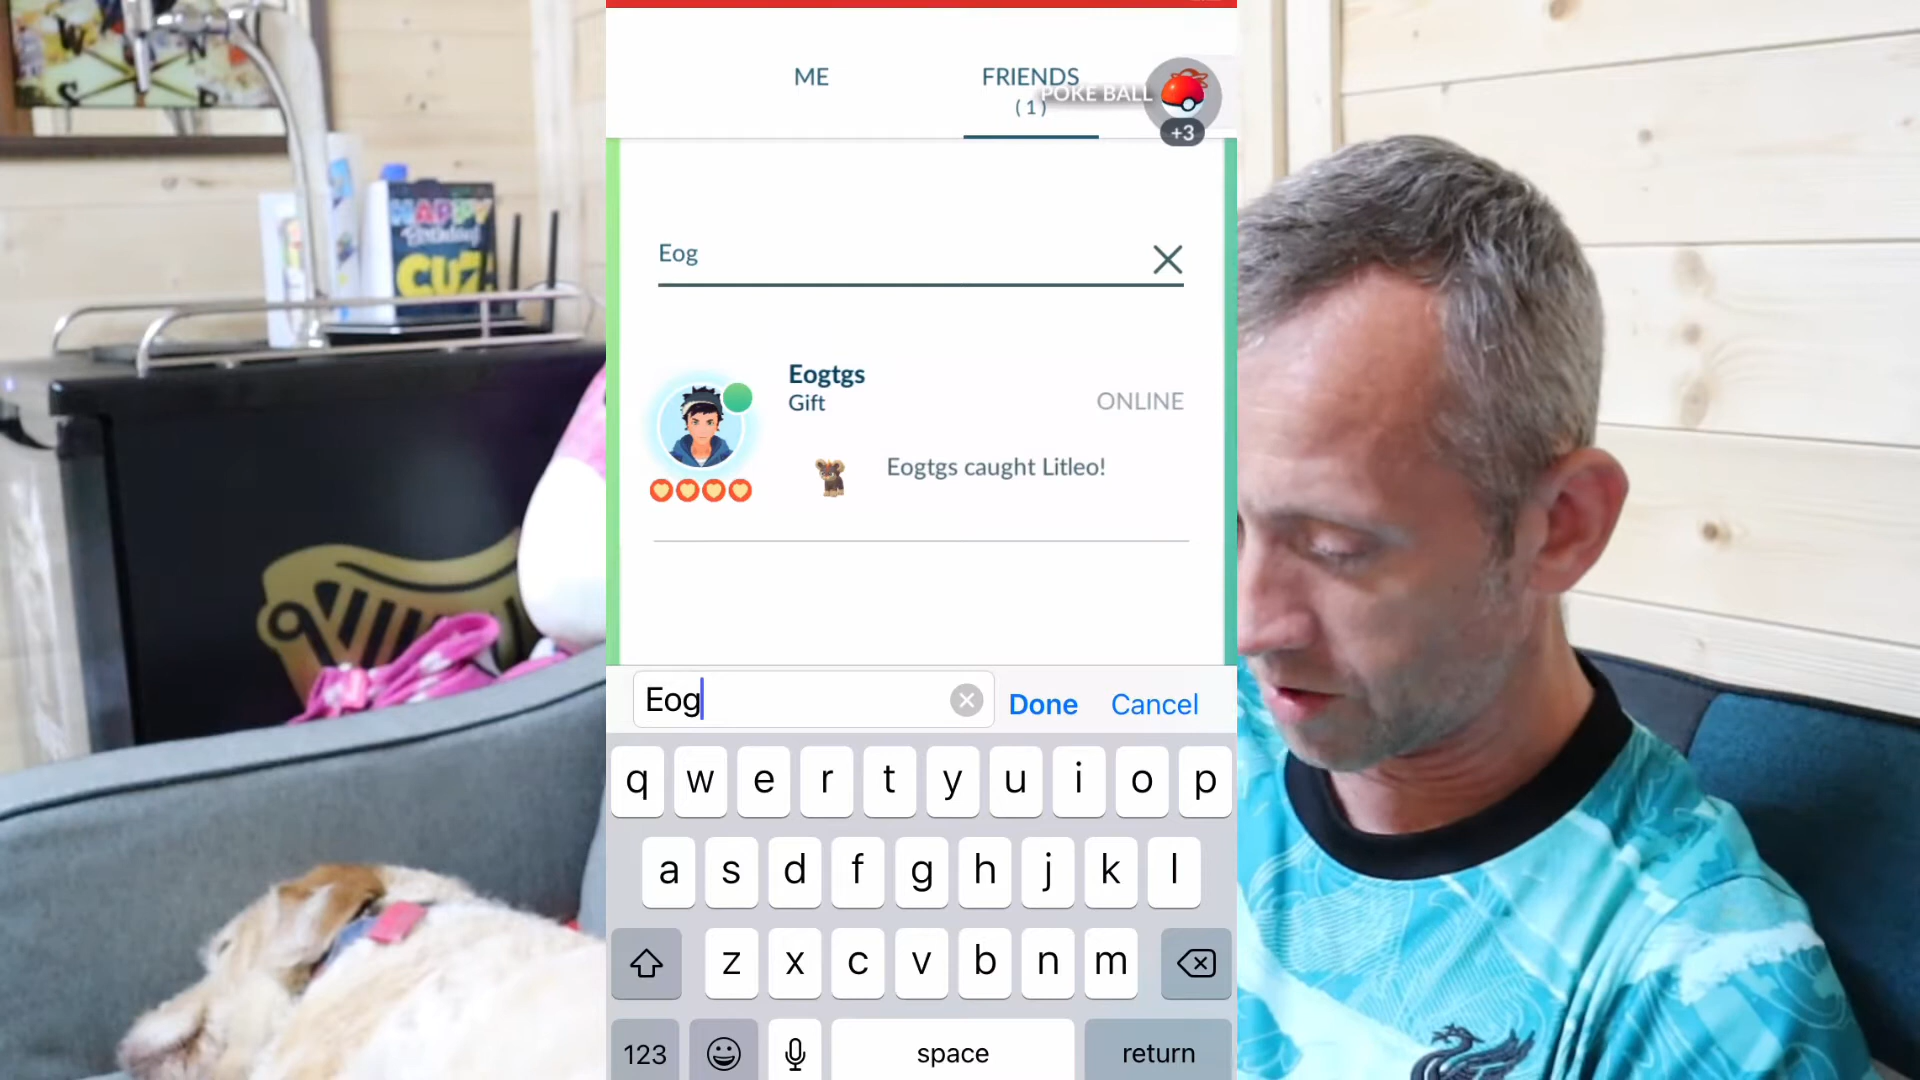 W N
S P
HAPPY
Birthday
CUZ
ME
FRIENDS
(1)
POKÉ BALL
+3
Eog
Eogtgs
Gift
ONLINE
Eogtgs caught Litleo!
Eog
Done
Cancel
q w e r t y u i o p
a s d f g h j k l
z x c v b n m
123
space
return